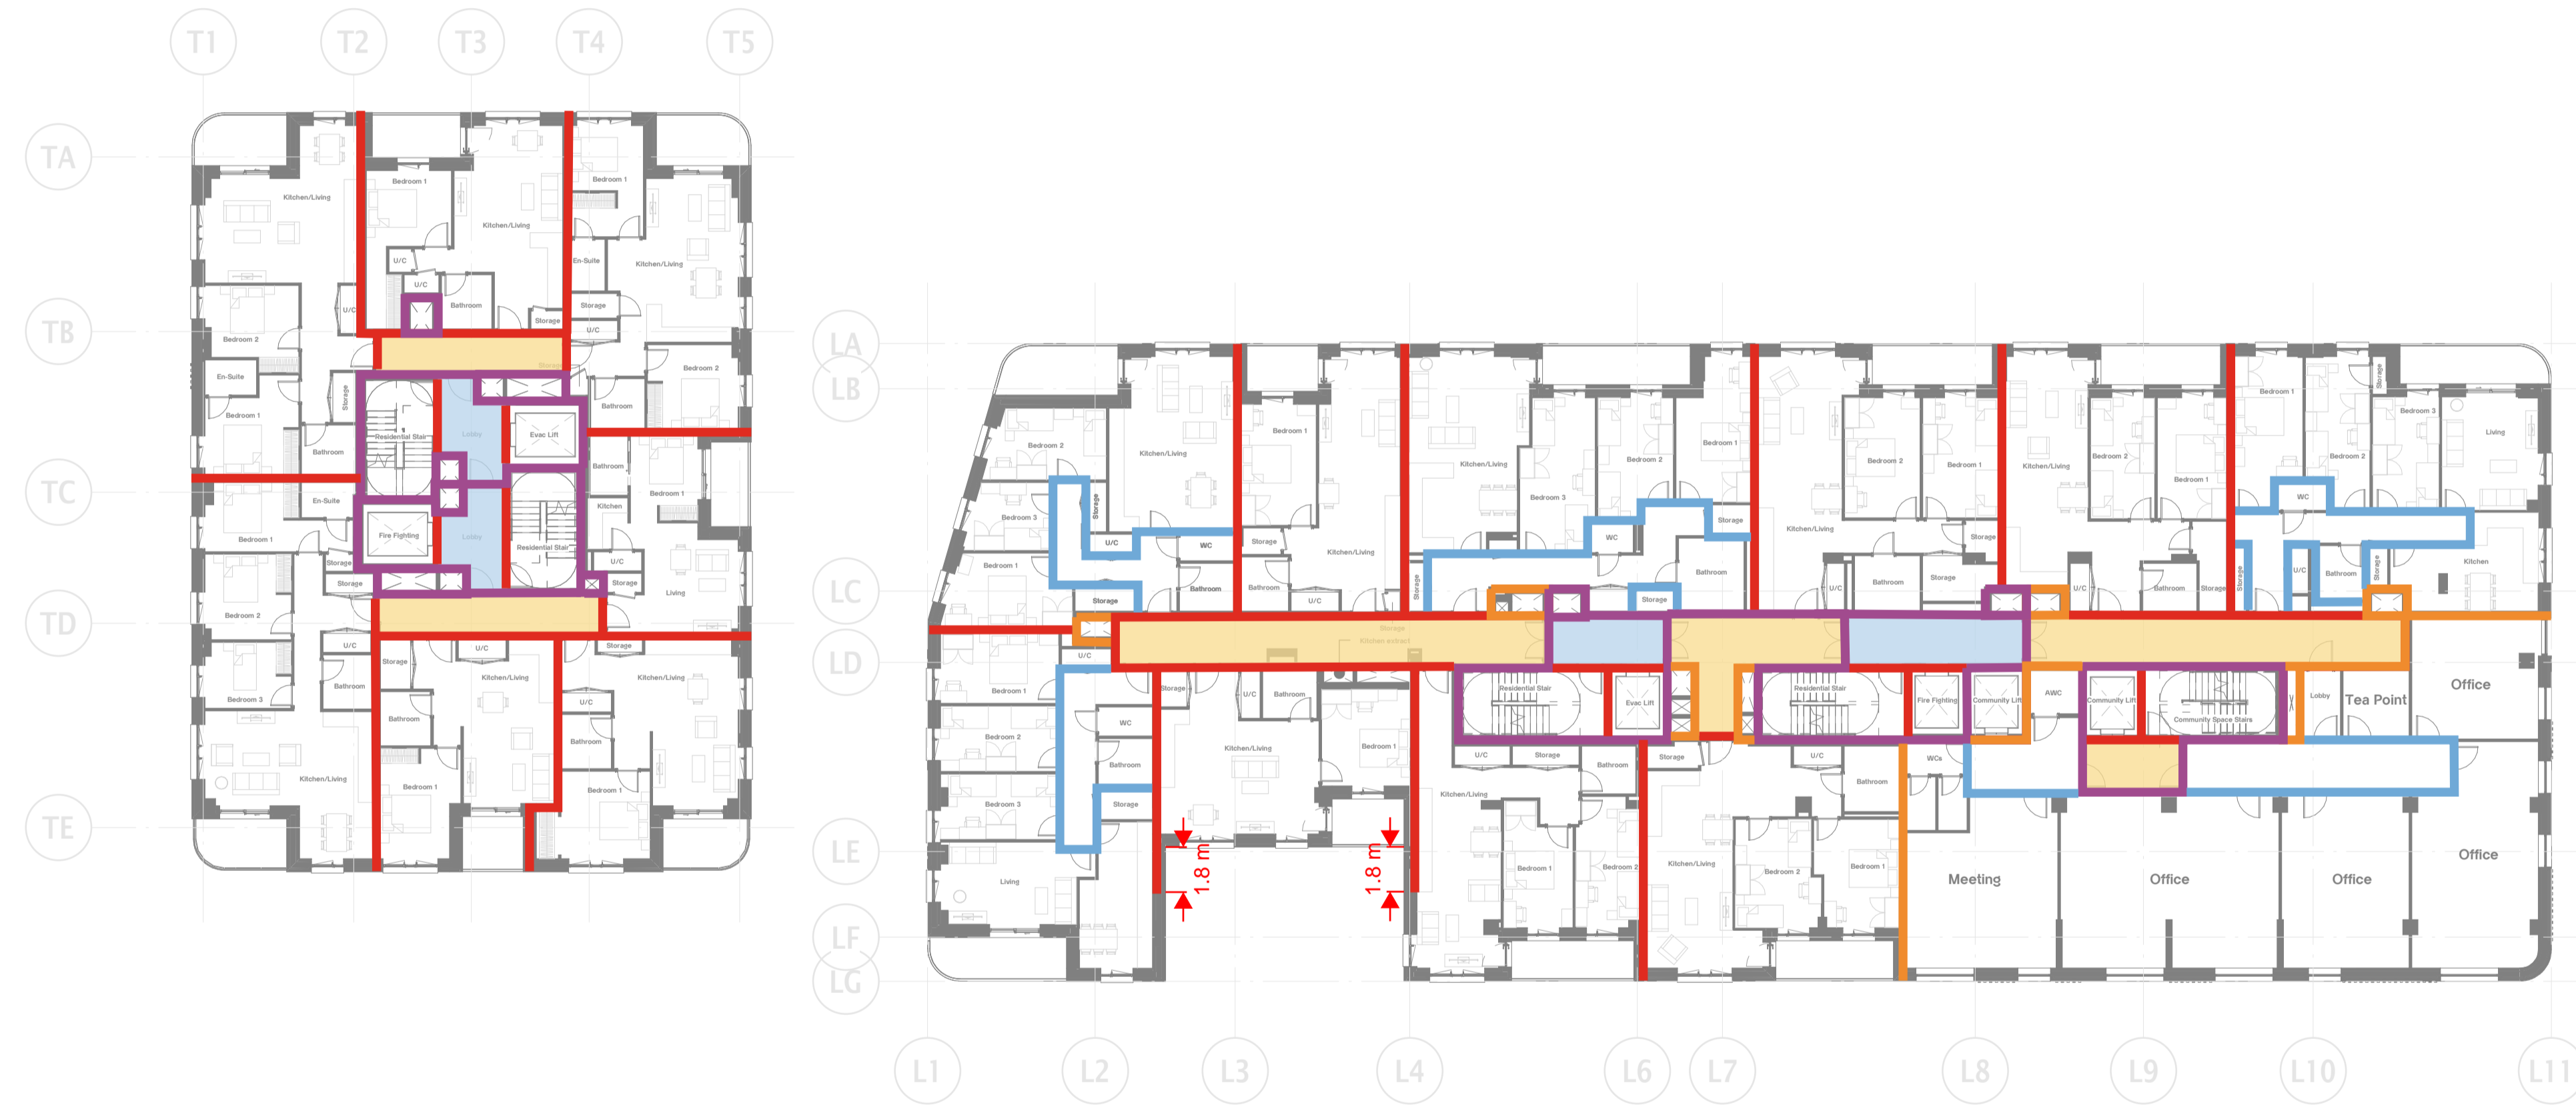 T1
T2
T3
T4
T5
TA
TB
TC
TD
TE
Kitchen/Living
Bedroom 1
Kitchen/Living
Bedroom 1
Kitchen/Living
U/C
U/C
U/C
Bathroom
Storage
En-Suite
Storage
U/C
Bedroom 2
Bedroom 2
Storage
En-Suite
Storage
Bathroom
Bedroom 1
Bathroom
Residential Stair
Lobby
Evac Lift
Bathroom
Bedroom 1
En-Suite
Kitchen
Fire Fighting
Lobby
Residential Stair
Bedroom 1
U/C
Storage
Storage
Storage
Living
Bedroom 2
U/C
Storage
U/C
Storage
Kitchen/Living
Kitchen/Living
Bathroom
Bedroom 3
U/C
Bathroom
Bathroom
Kitchen/Living
Bedroom 1
Bedroom 1
LA
LB
LC
LD
LE
LF
LG
Bedroom 2
Kitchen/Living
Bedroom 1
Kitchen/Living
Bedroom 3
Bedroom 2
Bedroom 1
Bedroom 2
Bedroom 1
Kitchen/Living
Bedroom 2
Bedroom 1
Bedroom 1
Storage
Bedroom 2
Bedroom 3
Living
Bedroom 3
Storage
U/C
WC
Storage
Kitchen/Living
WC
Storage
Kitchen/Living
Storage
WC
Kitchen
Bedroom 1
Storage
Bathroom
Bathroom
U/C
Storage
Storage
Bathroom
U/C
Bathroom
Storage
U/C
Bathroom
Storage
Storage
U/C
Bathroom
Storage
Storage
Kitchen extract
U/C
Bedroom 1
Storage
U/C
Bathroom
Residential Stair
Evac Lift
Residential Stair
Fire Fighting
Community Lift
AWC
Community Lift
Community Space Stairs
Lobby
Tea Point
Office
Bedroom 2
WC
Kitchen/Living
Bedroom 1
U/C
Storage
Bathroom
Storage
U/C
Bathroom
WCs
Bathroom
Bedroom 3
Storage
Kitchen/Living
1.8 m
1.8 m
Bedroom 1
Bedroom 2
Kitchen/Living
Bedroom 2
Bedroom 1
Living
Meeting
Office
Office
Office
L1
L2
L3
L4
L6
L7
L8
L9
L10
L11